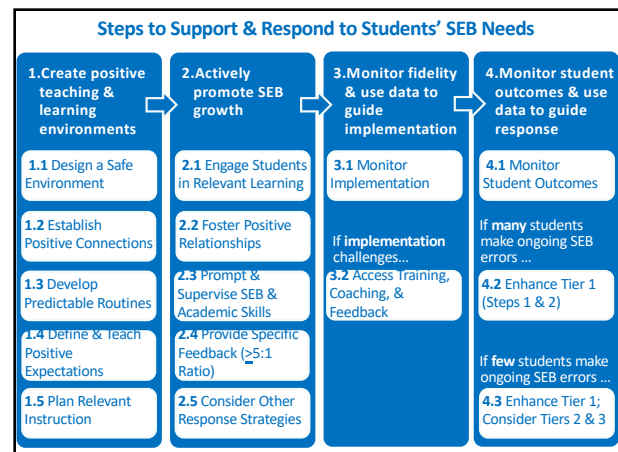 Steps to Support & Respond to Students' SEB Needs
1.Create positive
teaching &
learning
environments
1.1 Design a Safe
Environment
1.2 Establish
Positive Connections
1.3 Develop
Predictable Routines
1.4 Define & Teach
Positive
Expectations
1.5 Plan Relevant
Instruction
2.Actively
promote SEB
growth
2.1 Engage Students
in Relevant Learning
2.2 Foster Positive
Relationships
2.3 Prompt &
Supervise SEB &
Academic Skills
2.4 Provide Specific
Feedback (>5:1
Ratio)
2.5 Consider Other
Response Strategies
3.Monitor fidelity
& use data to
guide
implementation
3.1 Monitor
Implementation
If implementation
challenges...
3.2 Access Training,
Coaching, &
Feedback
4.Monitor student
outcomes & use
data to guide
response
4.1 Monitor
Student Outcomes
If many students
make ongoing SEB
errors ...
4.2 Enhance Tier 1
(Steps 1 & 2)
If few students make
ongoing SEB errors ...
4.3 Enhance Tier 1;
Consider Tiers 2 & 3